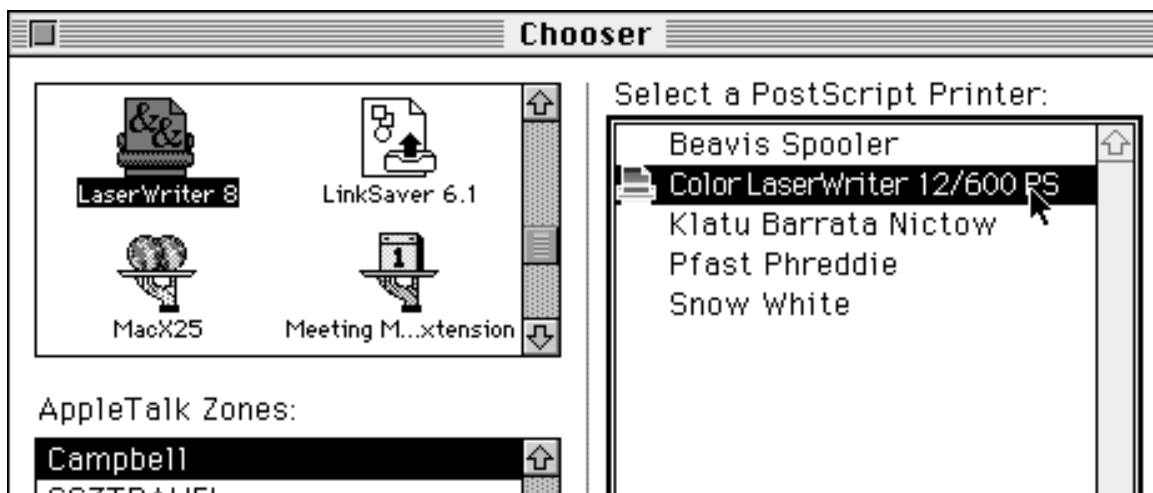 Chooser
LaserWriter 8
LinkSaver 6.1
MacX25
Meeting M...xtension
AppleTalk Zones:
Campbell
Select a PostScript Printer:
Beavis Spooler
Color LaserWriter 12/600 PS
Klatu Barrata Nictow
Pfast Phreddie
Snow White